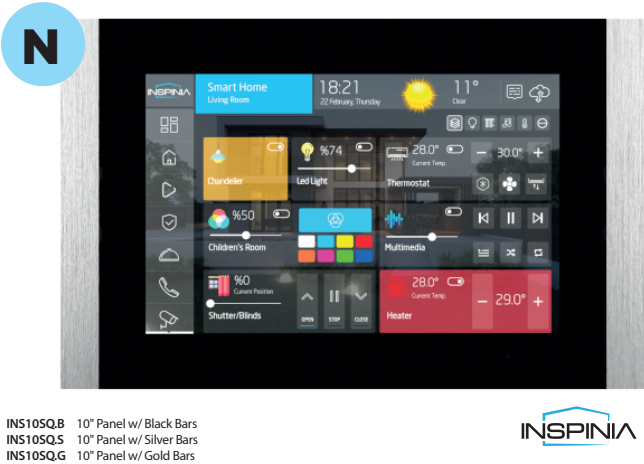 N
INSPINIA
Smart Home
Living Room
18:21
22 February, Thursday
11°
Clear
Chandelier
%74
Led Light
28.0°
Current Temp.
Thermostat
30.0°
%50
Children's Room
Multimedia
%0
Current Position
Shutter/Blinds
OPEN
STOP
CLOSE
28.0°
Current Temp.
Heater
29.0°
INS10SQ.B 10" Panel w/ Black Bars
INS10SQ.S 10" Panel w/ Silver Bars
INS10SQ.G 10" Panel w/ Gold Bars
INSPINIA